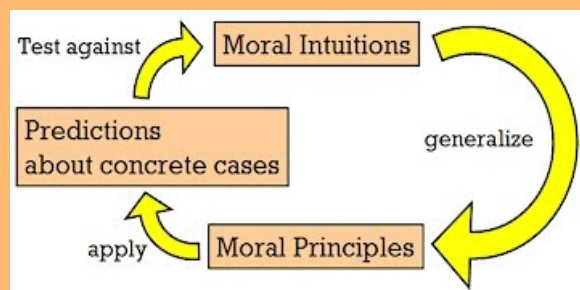 Test against
Moral Intuitions
generalize
Predictions
about concrete cases
apply
Moral Principles